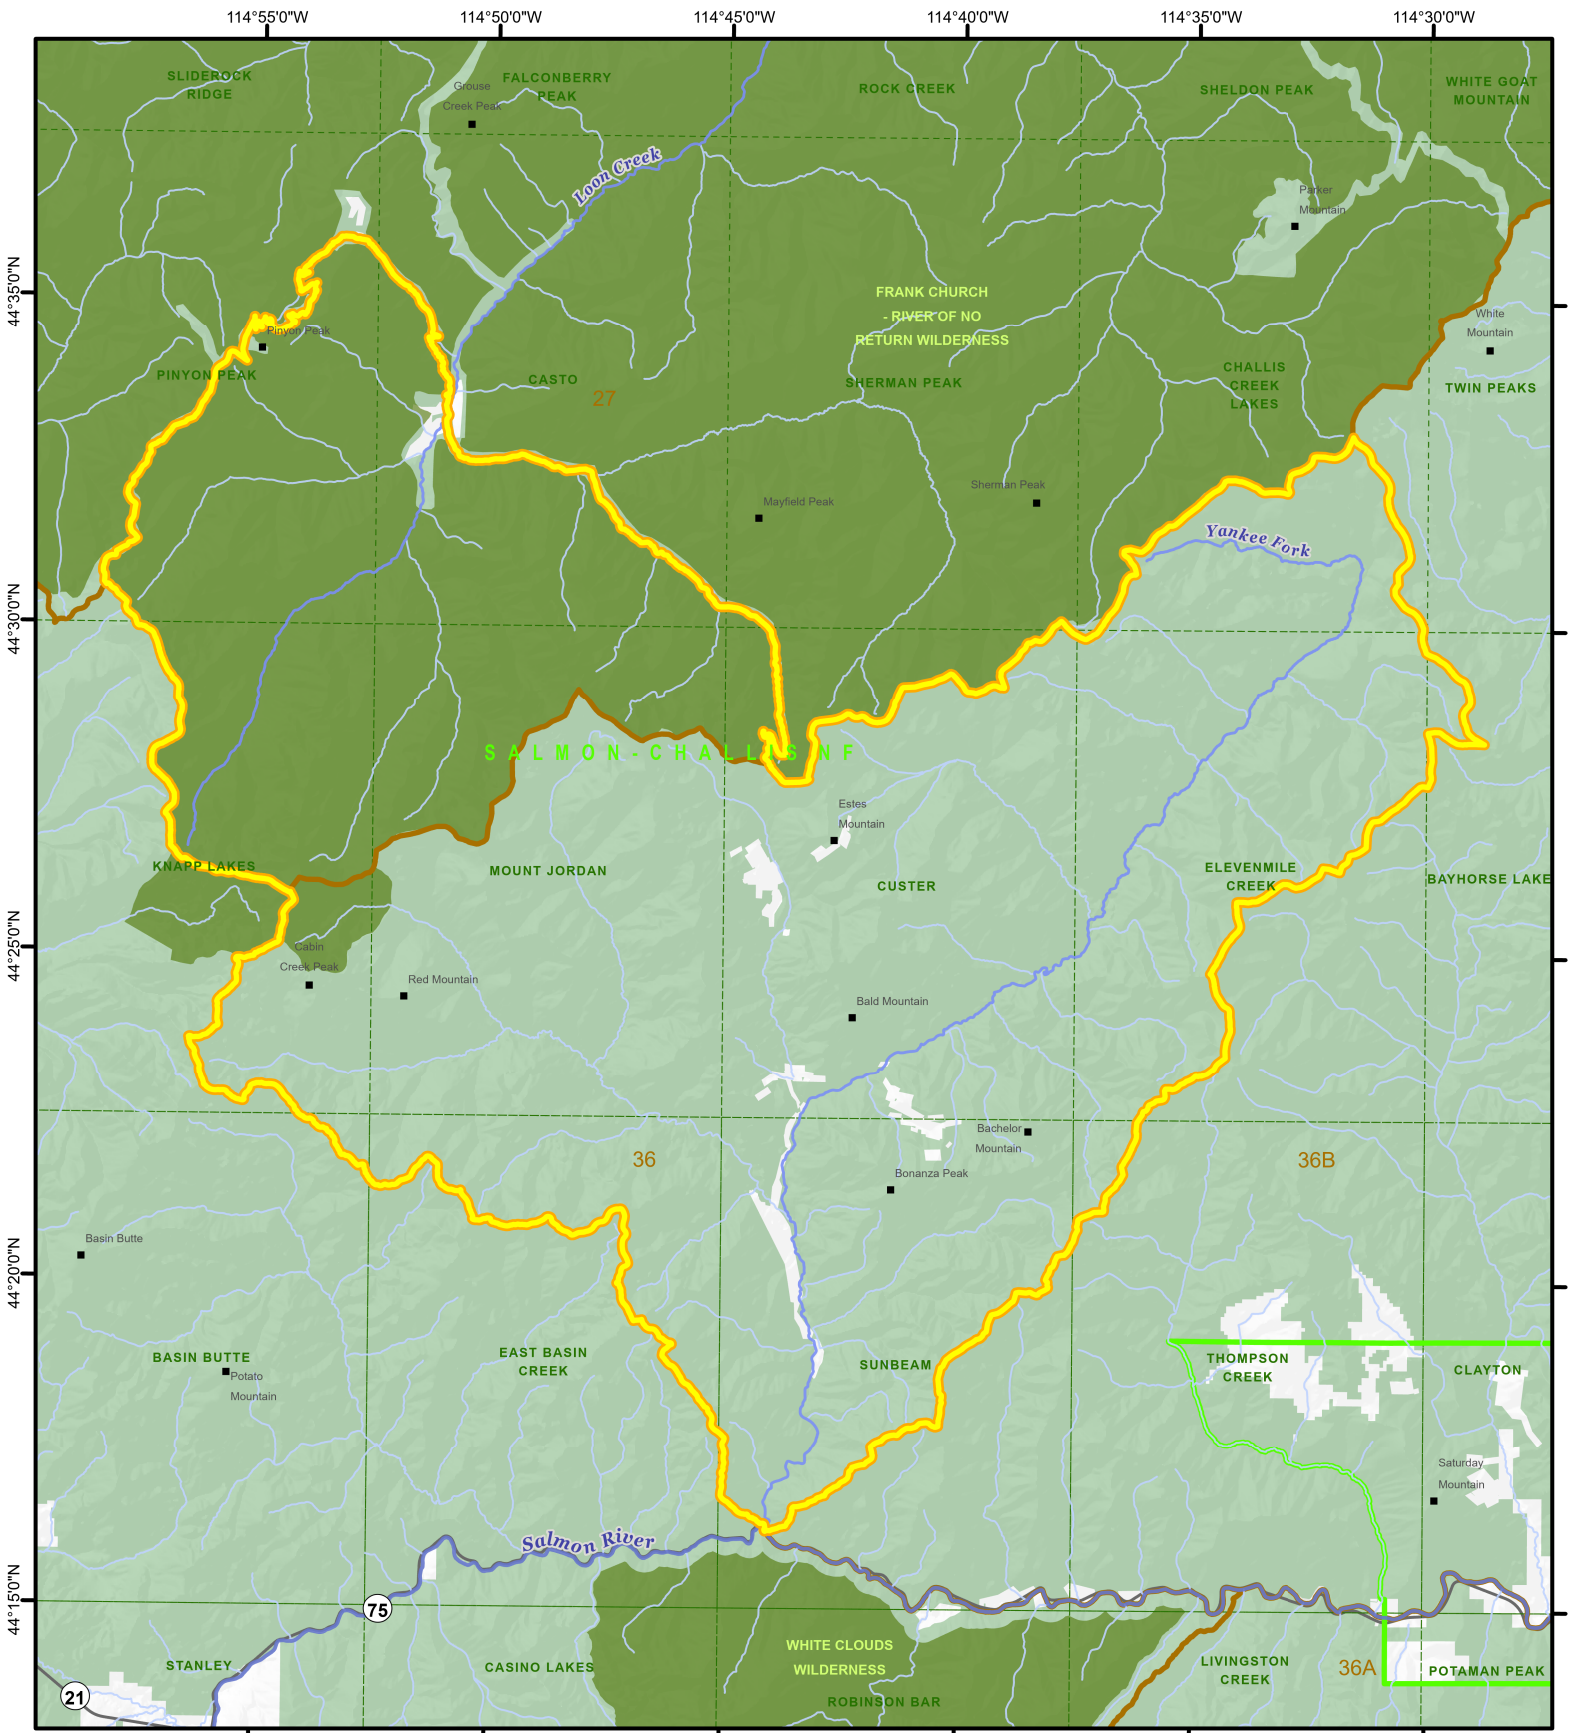 114°55'0"W
114°50'0"W
114°45'0"W
114°40'0"W
114°35'0"W
114°30'0"W
SLIDEROCK
RIDGE
Grouse
Creek Peak
FALCONBERRY
PEAK
ROCK CREEK
SHELDON PEAK
WHITE GOAT
MOUNTAIN
Loon Creek
Parker
Mountain
44°35'0"N
FRANK CHURCH
- RIVER OF NO
RETURN WILDERNESS
White
Mountain
Pinyon Peak
PINYON PEAK
CASTO
27
SHERMAN PEAK
CHALLIS
CREEK
LAKES
TWIN PEAKS
Mayfield Peak
Sherman Peak
Yankee Fork
44°30'0"N
SALMON-CHALLIS NF
Estes
Mountain
KNAPP LAKES
MOUNT JORDAN
CUSTER
ELEVENMILE
CREEK
BAYHORSE LAKE
44°25'0"N
Cabin
Creek Peak
Red Mountain
Bald Mountain
Bachelor
Mountain
36
36B
Bonanza Peak
44°20'0"N
Basin Butte
BASIN BUTTE
Potato
Mountain
EAST BASIN
CREEK
SUNBEAM
THOMPSON
CREEK
CLAYTON
Saturday
Mountain
Salmon River
44°15'0"N
75
WHITE CLOUDS
WILDERNESS
STANLEY
CASINO LAKES
LIVINGSTON
CREEK
36A
POTAMAN PEAK
21
ROBINSON BAR